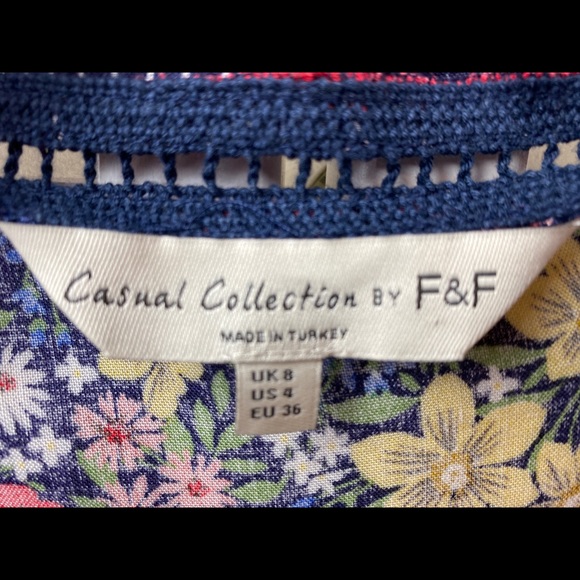 Casual Collection BY F&F
MADE IN TURKEY
UK 8
US 4
EU 36